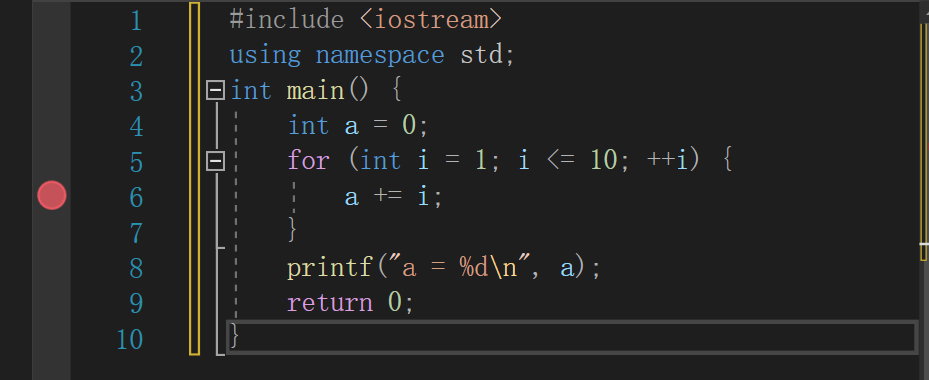 1 #include <iostream>
2 using namespace std;
3 int main() {
4     int a = 0;
5     for (int i = 1; i <= 10; ++i) {
6         a += i;
7     }
8     printf("a = %d\n", a);
9     return 0;
10 }